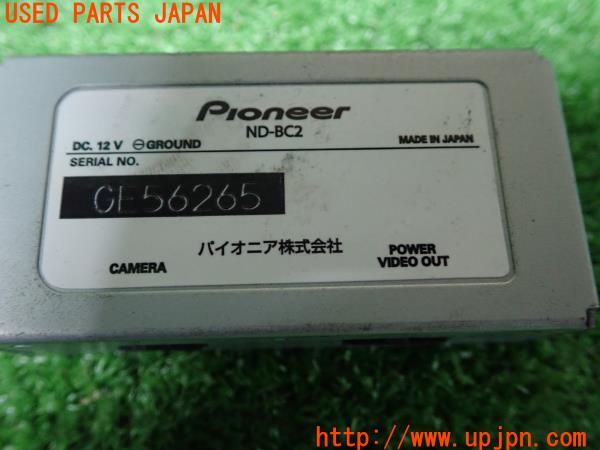 USED PARTS JAPAN
Pioneer
ND-BC2
DC. 12 V ⊖GROUND
MADE IN JAPAN
SERIAL NO.
GE56265
パイオニア株式会社
CAMERA
POWER
VIDEO OUT
http://www.upjpn.com/